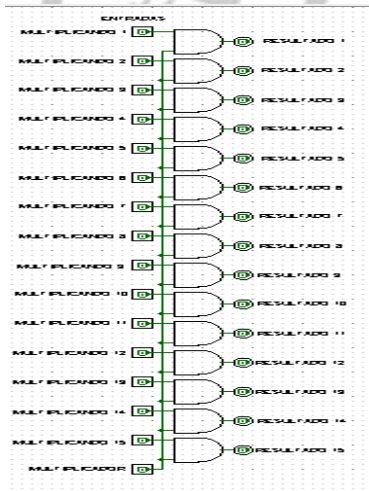 ENTRADAS
MULTIPLICANDO 1
RESULTADO 1
MULTIPLICANDO 2
RESULTADO 2
MULTIPLICANDO 3
RESULTADO 3
MULTIPLICANDO 4
RESULTADO 4
MULTIPLICANDO 5
RESULTADO 5
MULTIPLICANDO 6
RESULTADO 6
MULTIPLICANDO 7
RESULTADO 7
MULTIPLICANDO 8
RESULTADO 8
MULTIPLICANDO 9
RESULTADO 9
MULTIPLICANDO 10
RESULTADO 10
MULTIPLICANDO 11
RESULTADO 11
MULTIPLICANDO 12
RESULTADO 12
MULTIPLICANDO 13
RESULTADO 13
MULTIPLICANDO 14
RESULTADO 14
MULTIPLICANDO 15
RESULTADO 15
MULTIPLICADOR